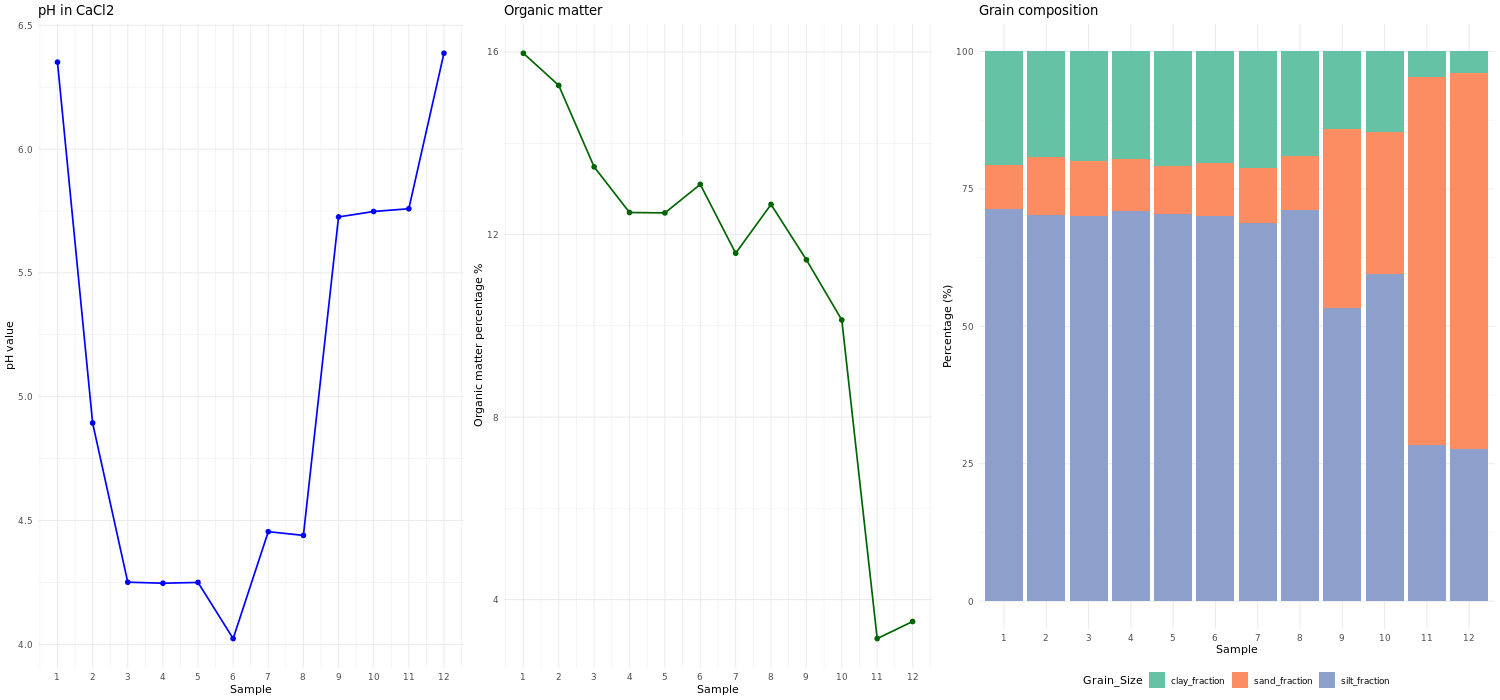 pH in CaCl2
6.5
6.0
5.5
5.0
4.5
4.0
pH value
1 2 3 4 5 6 7 8 9 10 11 12
Sample
Organic matter
16
12
8
4
Organic matter percentage %
1 2 3 4 5 6 7 8 9 10 11 12
Sample
Grain composition
100
75
50
25
0
Percentage (%)
1 2 3 4 5 6 7 8 9 10 11 12
Sample
Grain_Size clay_fraction sand_fraction silt_fraction